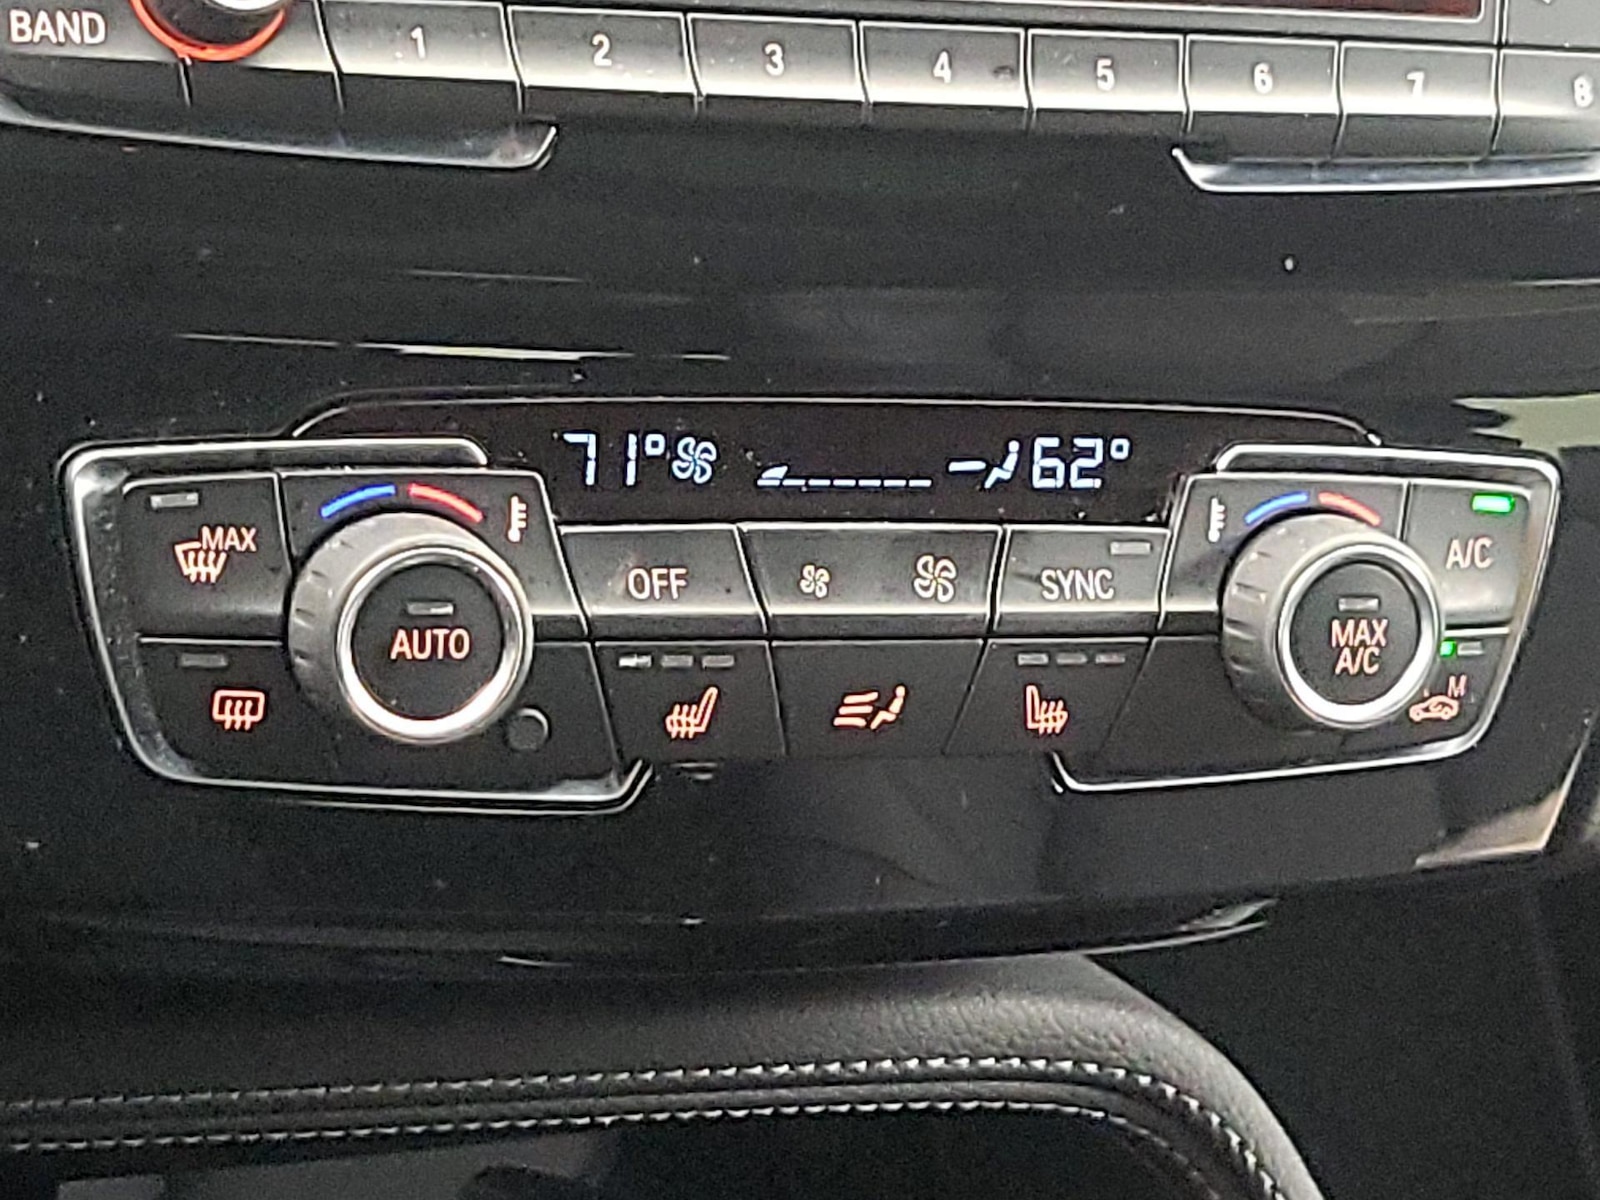 BAND 1 2 3 4 5 6 7 8
71° 62°
MAX
OFF SYNC A/C
AUTO
MAX
A/C
M